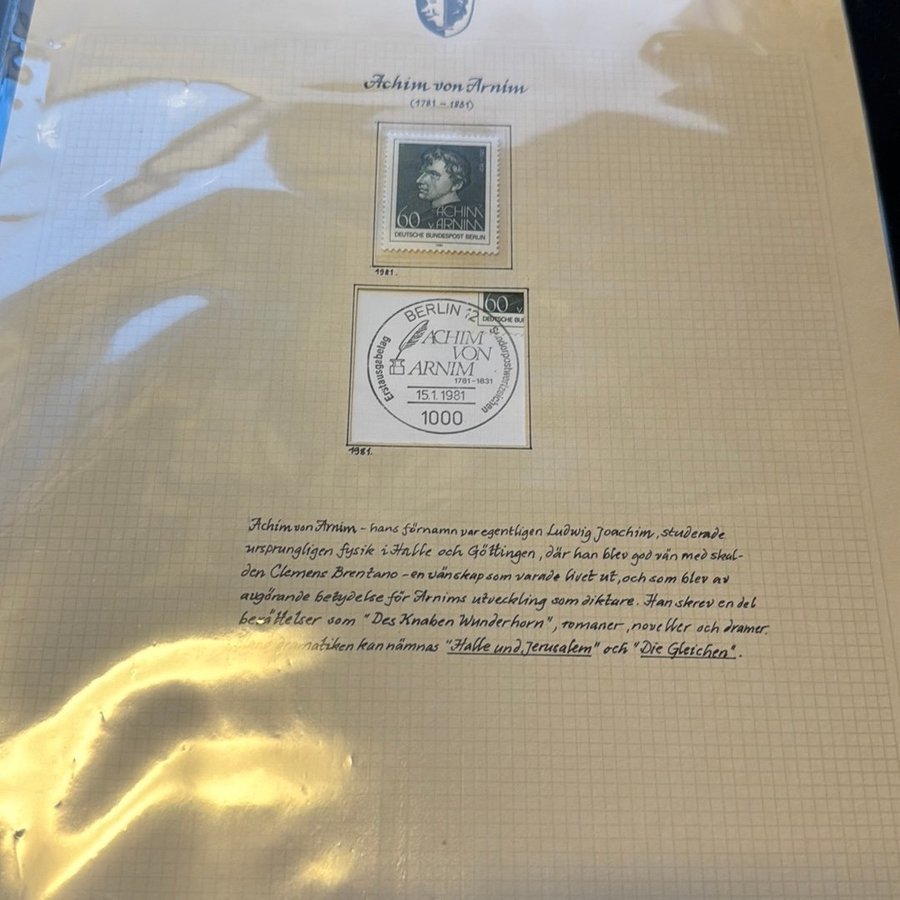 Achim von Arnim
(1781 - 1831)
60 ACHIM
v. ARNIM
DEUTSCHE BUNDESPOST BERLIN
1981.
60 v
DEUTSCHE BU
BERLIN 12
Erstausgabetag
Sonderpostwertzeichen
ACHIM
VON
ARNIM
1781-1831
15.1.1981
1000
1981.
Achim von Arnim - hans förnamn var egentligen Ludwig Joachim, studerade
ursprungligen fysik i Halle och Göttingen, där han blev god vän med skal-
den Clemens Brentano - en vänskap som varade livet ut, och som blev av
avgörande betydelse för Arnims utveckling som diktare. Han skrev en del
berättelser som "Des Knaben Wunderhorn", romaner, noveller och dramer.
dramatiken kan nämnas "Halle und Jerusalem" och "Die Gleichen".